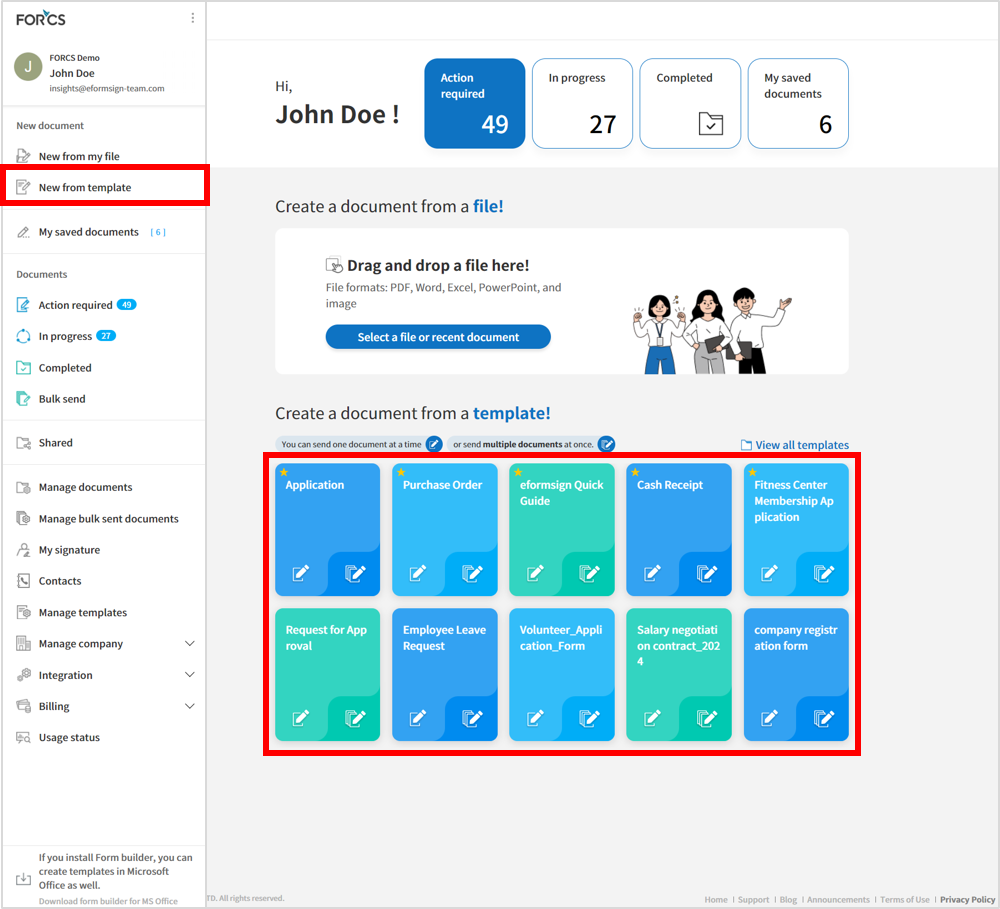 FORCS
J
FORCS Demo
John Doe
insights@eformsign-team.com
New document
New from my file
New from template
My saved documents [ 6 ]
Documents
Action required 49
In progress 27
Completed
Bulk send
Shared
Manage documents
Manage bulk sent documents
My signature
Contacts
Manage templates
Manage company
Integration
Billing
Usage status
If you install Form builder, you can
create templates in Microsoft
Office as well.
Download form builder for MS Office
Hi,
John Doe !
Action
required
49
In progress
27
Completed
My saved
documents
6
Create a document from a file!
Drag and drop a file here!
File formats: PDF, Word, Excel, PowerPoint, and
image
Select a file or recent document
Create a document from a template!
You can send one document at a time
or send multiple documents at once.
View all templates
Application
Purchase Order
eformsign Quick
Guide
Cash Receipt
Fitness Center
Membership Ap
plication
Request for App
roval
Employee Leave
Request
Volunteer_Appli
cation_Form
Salary negotiati
on contract_202
4
company registr
ation form
TD. All rights reserved.
Home | Support | Blog | Announcements | Terms of Use | Privacy Policy